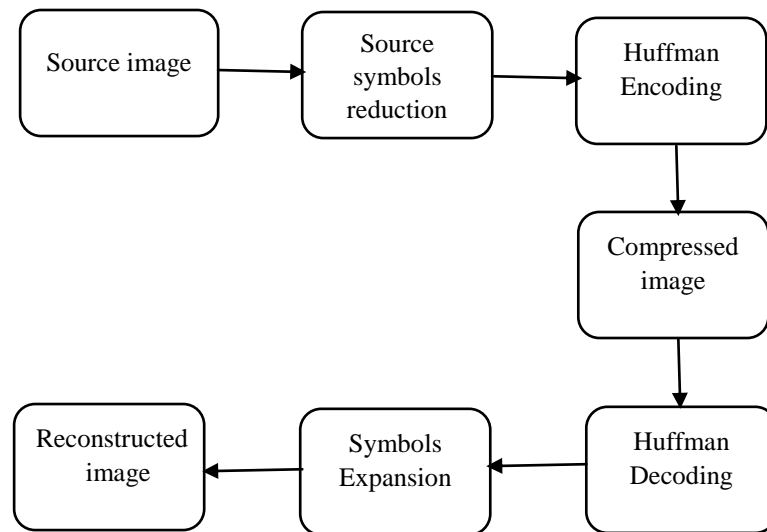 Source image
Source
symbols
reduction
Huffman
Encoding
Compressed
image
Huffman
Decoding
Symbols
Expansion
Reconstructed
image